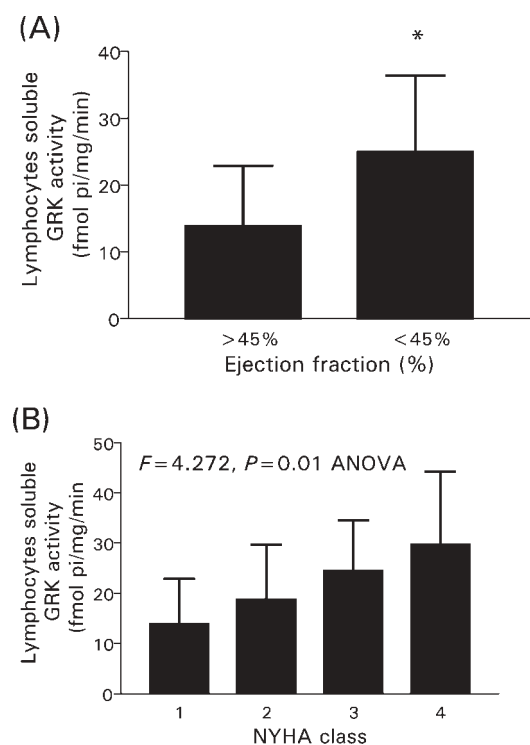 (A)
Lymphocytes soluble
GRK activity
(fmol pi/mg/min)
40
30
20
10
0
*
>45%
<45%
Ejection fraction (%)
(B)
Lymphocytes soluble
GRK activity
(fmol pi/mg/min
50
40
30
20
10
0
F=4.272, P=0.01 ANOVA
1
2
3
4
NYHA class